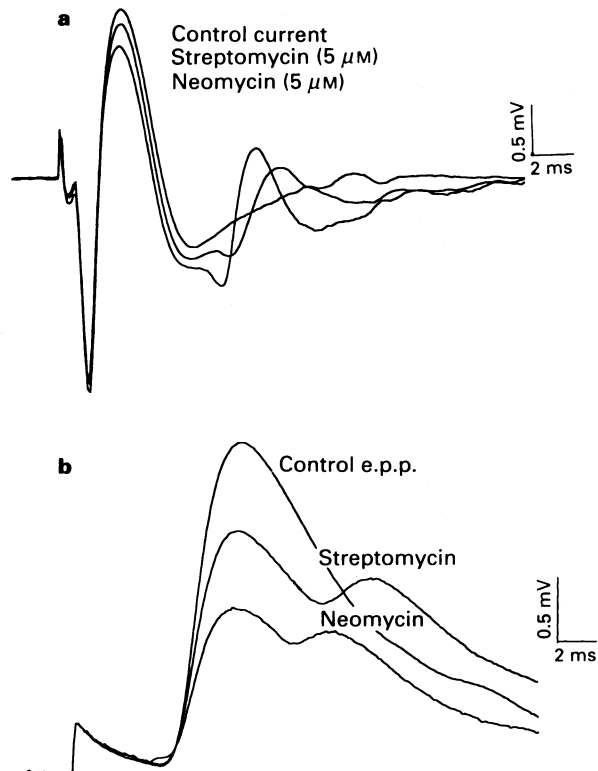 a
Control current
Streptomycin (5 μM)
Neomycin (5 μM)
0.5 mV
2 ms
b
Control e.p.p.
Streptomycin
Neomycin
0.5 mV
2 ms